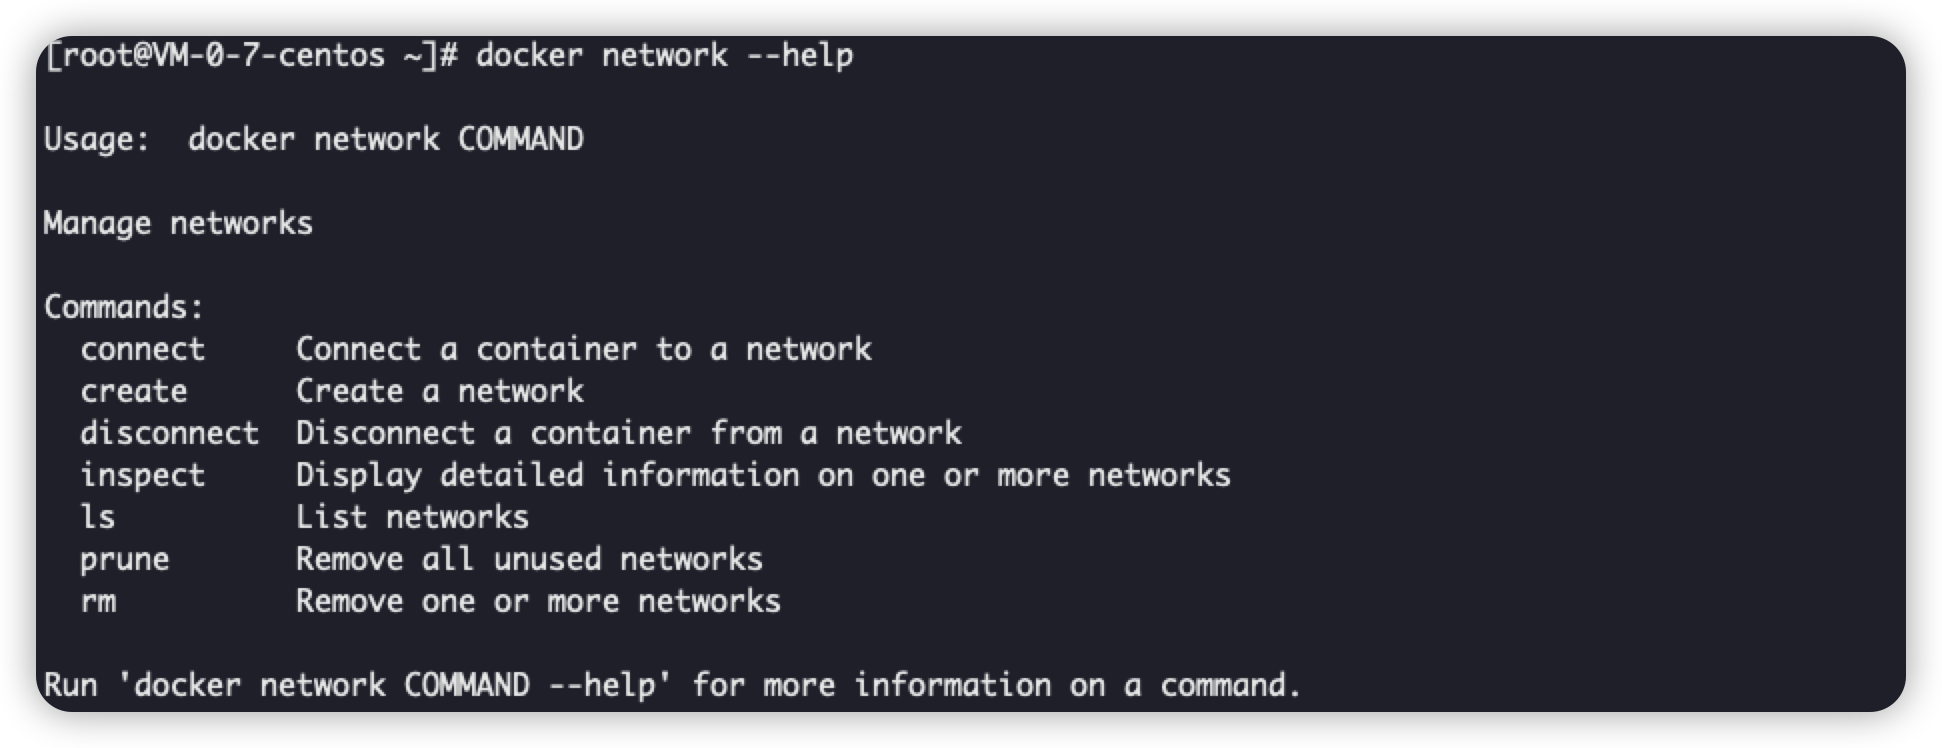 [root@VM-0-7-centos ~]# docker network --help
Usage:  docker network COMMAND
Manage networks
Commands:
  connect     Connect a container to a network
  create      Create a network
  disconnect  Disconnect a container from a network
  inspect     Display detailed information on one or more networks
  ls          List networks
  prune       Remove all unused networks
  rm          Remove one or more networks
Run 'docker network COMMAND --help' for more information on a command.